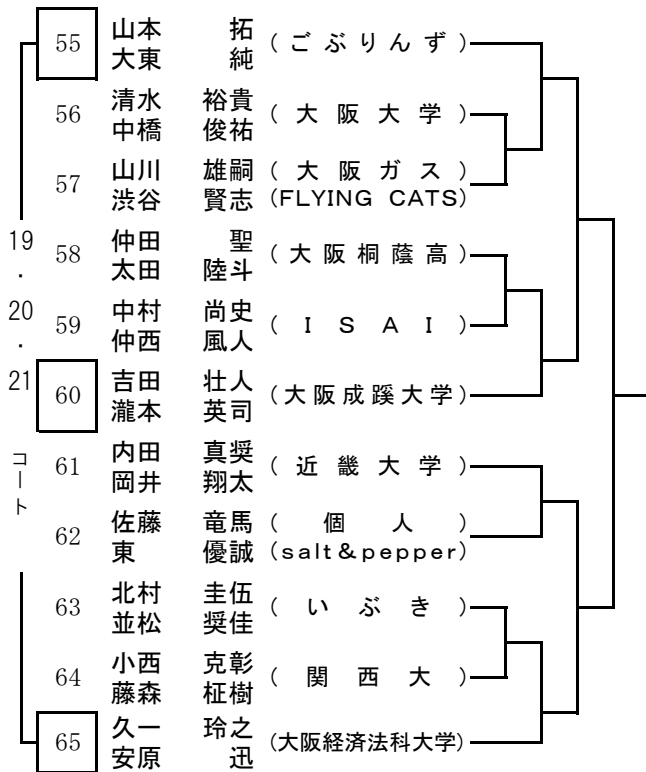 55 山本 拓 (ごぶりんず)
大東 純
56 清水 裕貴 (大阪大学)
中橋 俊祐
57 山川 雄嗣 (大阪ガス)
渋谷 賢志 (FLYING CATS)
58 仲田 聖 (大阪桐蔭高)
太田 陸斗
59 中村 尚史 (ISAI)
仲西 風人
60 吉田 壮人 (大阪成蹊大学)
瀧本 英司
61 内田 真奨 (近畿大学)
岡井 翔太
62 佐藤 竜馬 (個人)
東 優誠 (salt&pepper)
63 北村 圭伍 (いぶき)
並松 奨佳
64 小西 克彰 (関西大)
藤森 柾樹
65 久一 玲之 (大阪経済法科大学)
安原 迅
19・20・21コート